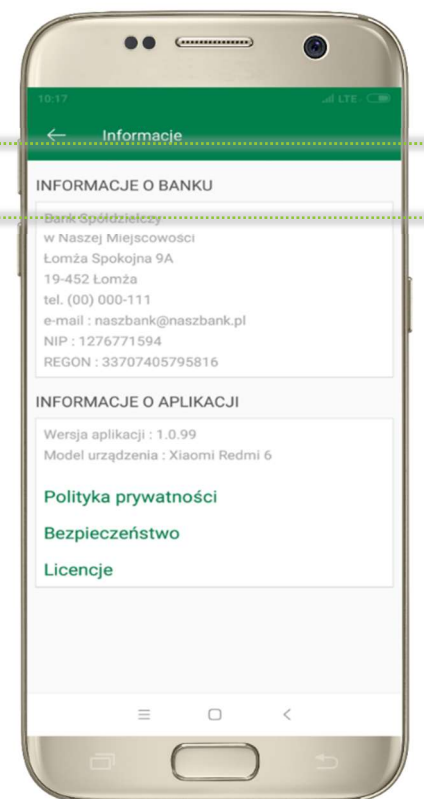 10:17
LTE
Informacje
INFORMACJE O BANKU
Bank Spółdzielczy
w Naszej Miejscowości
Łomża Spokojna 9A
19-452 Łomża
tel. (00) 000-111
e-mail : naszbank@naszbank.pl
NIP : 1276771594
REGON : 33707405795816
INFORMACJE O APLIKACJI
Wersja aplikacji : 1.0.99
Model urządzenia : Xiaomi Redmi 6
Polityka prywatności
Bezpieczeństwo
Licencje